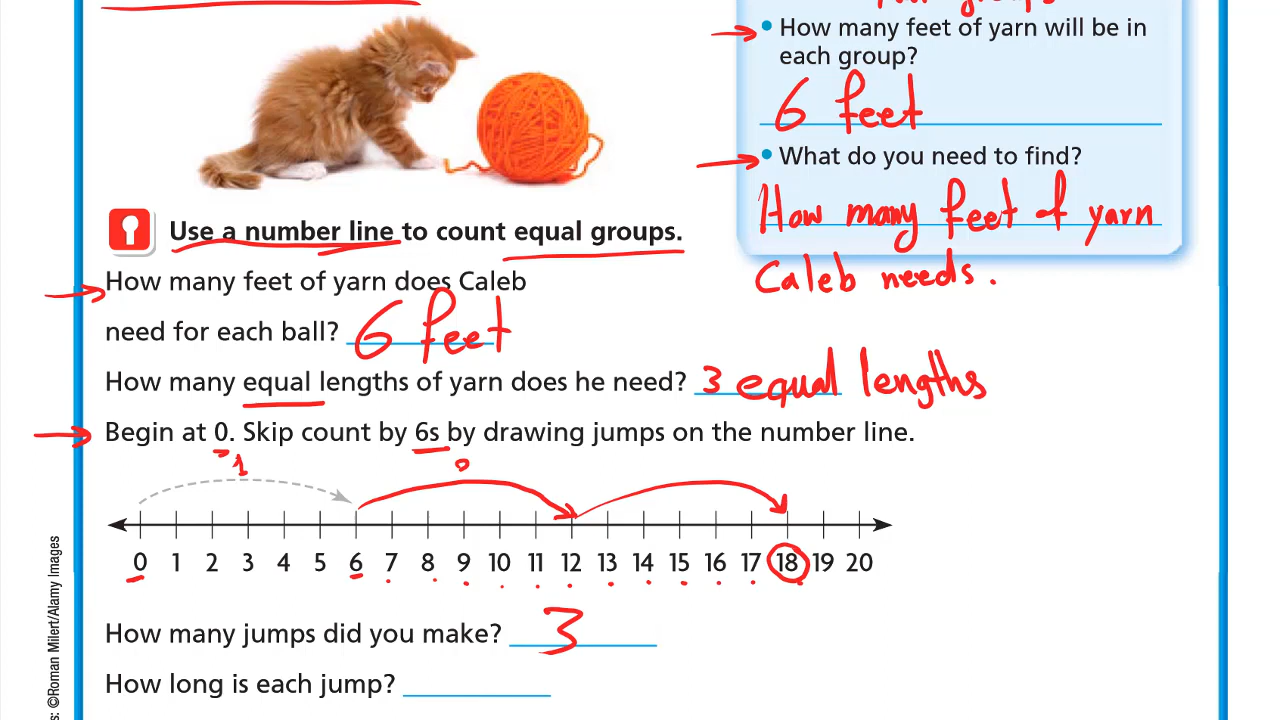 How many feet of yarn will be in
each group?
6 feet
What do you need to find?
How many feet of yarn
Caleb needs.
Use a number line to count equal groups.
How many feet of yarn does Caleb
need for each ball? 6 feet
How many equal lengths of yarn does he need? 3 equal lengths
Begin at 0. Skip count by 6s by drawing jumps on the number line.
1
0 1 2 3 4 5 6 7 8 9 10 11 12 13 14 15 16 17 18 19 20
How many jumps did you make? 3
How long is each jump?
©Roman Milert/Alamy Images